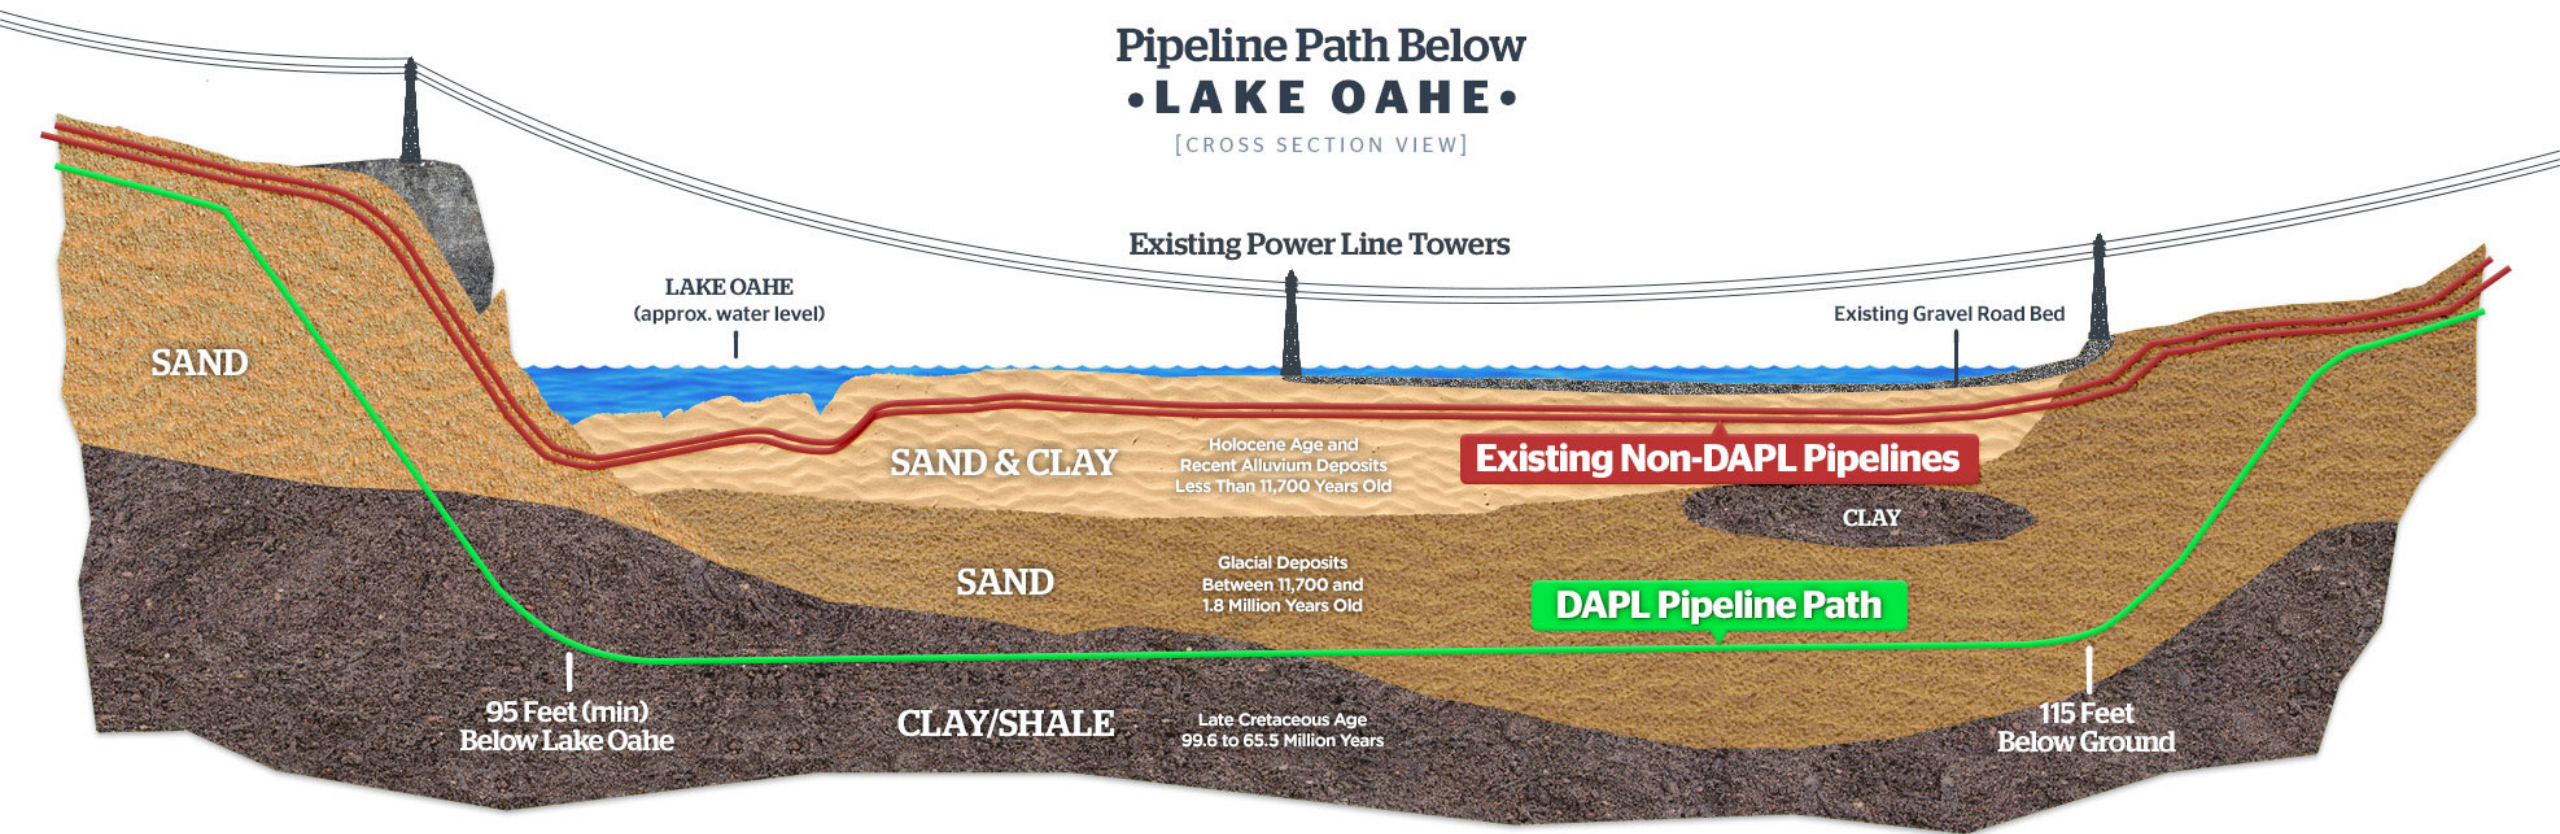 Pipeline Path Below
•LAKE OAHE•
[CROSS SECTION VIEW]
Existing Power Line Towers
LAKE OAHE
(approx. water level)
Existing Gravel Road Bed
SAND
SAND & CLAY
Holocene Age and
Recent Alluvium Deposits
Less Than 11,700 Years Old
Existing Non-DAPL Pipelines
CLAY
SAND
Glacial Deposits
Between 11,700 and
1.8 Million Years Old
DAPL Pipeline Path
95 Feet (min)
Below Lake Oahe
CLAY/SHALE
Late Cretaceous Age
99.6 to 65.5 Million Years
115 Feet
Below Ground